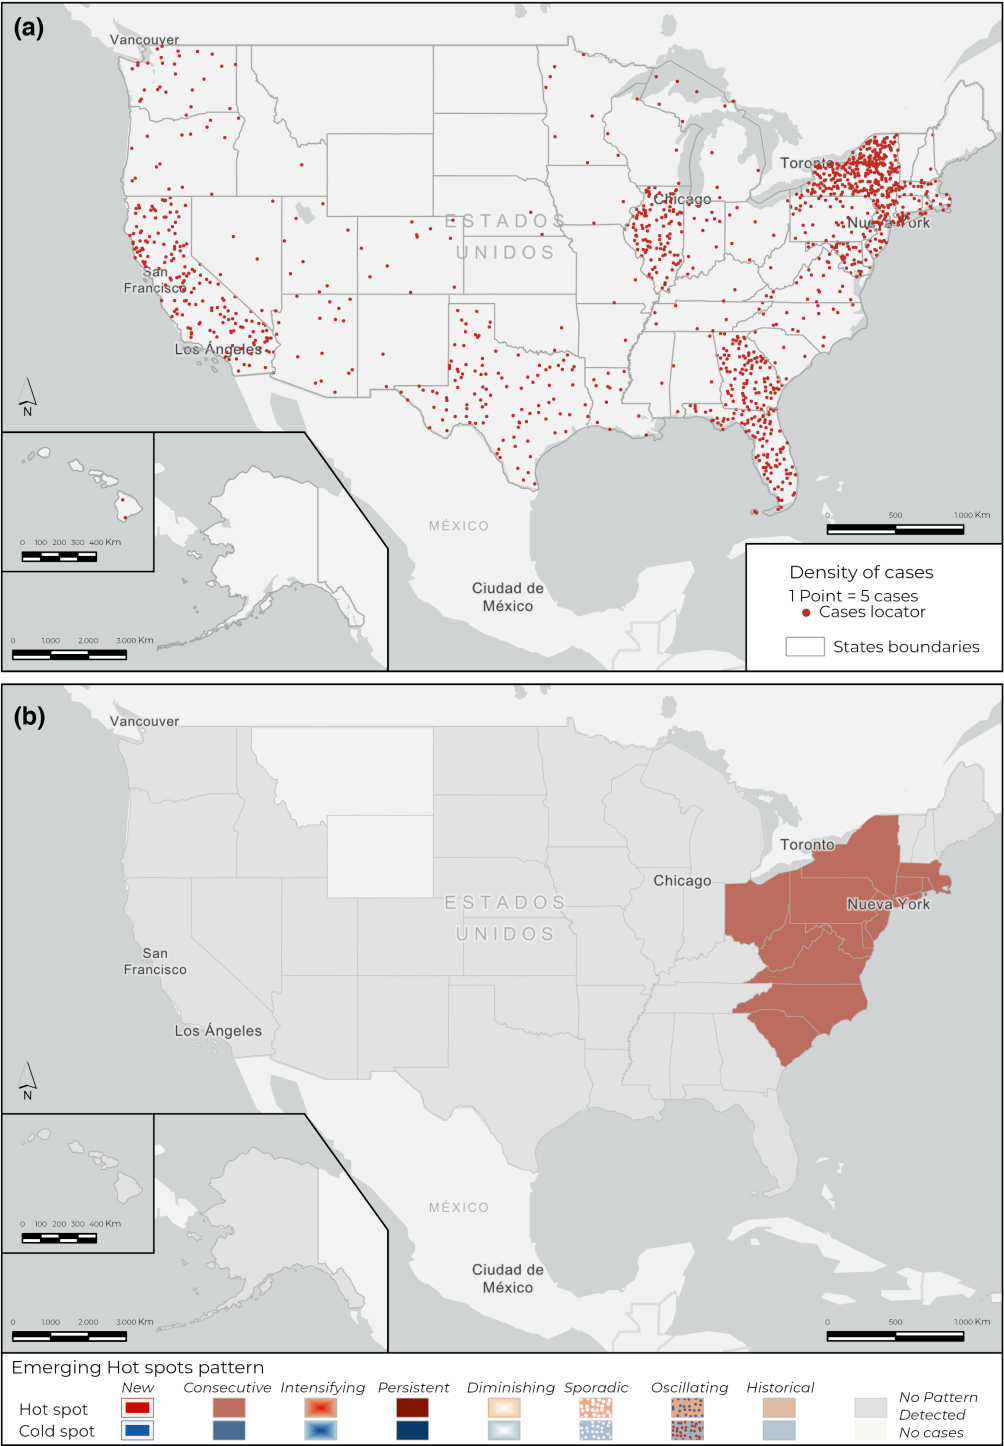 (a)
Vancouver
Toronto
Chicago
Nueva York
ESTADOS
UNIDOS
San
Francisco
Los Ángeles
N
0 100 200 300 400 Km
MÉXICO
Ciudad de
México
0 500 1.000 Km
0 1.000 2.000 3.000 Km
Density of cases
1 Point = 5 cases
Cases locator
States boundaries
(b)
Vancouver
Toronto
Chicago
Nueva York
ESTADOS
UNIDOS
San
Francisco
Los Ángeles
N
0 100 200 300 400 Km
MÉXICO
Ciudad de
México
0 1.000 2.000 3.000 Km
0 500 1.000 Km
Emerging Hot spots pattern
New Consecutive Intensifying Persistent Diminishing Sporadic Oscillating Historical
Hot spot
Cold spot
No Pattern
Detected
No cases